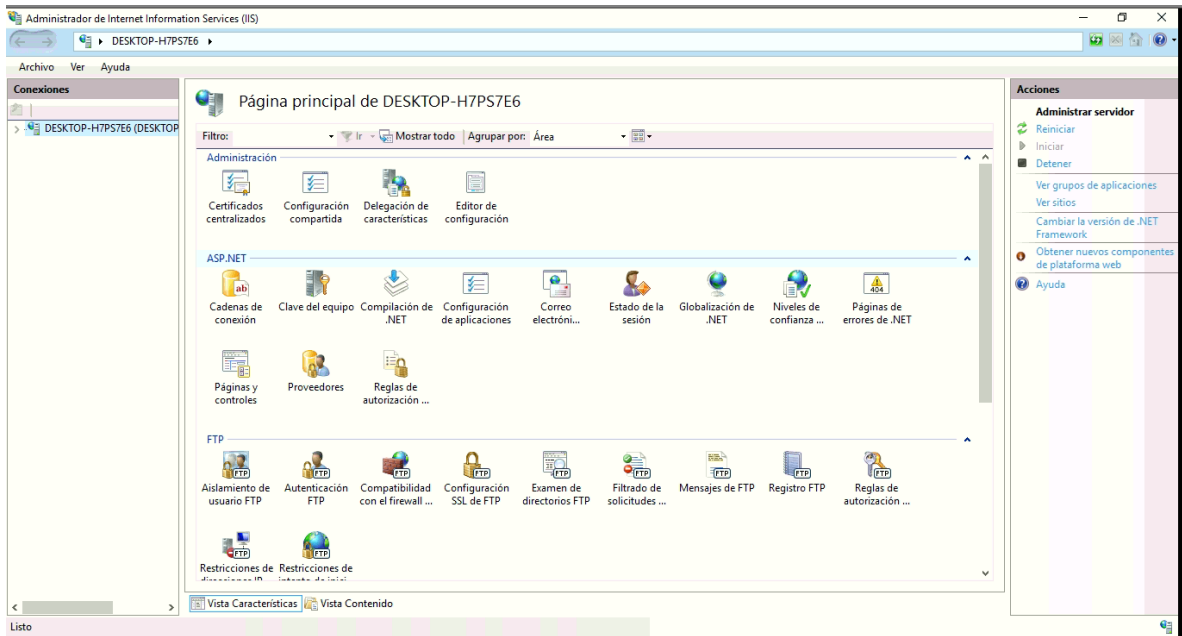 Administrador de Internet Information Services (IIS)
DESKTOP-H7PS7E6
Archivo Ver Ayuda
Conexiones
DESKTOP-H7PS7E6 (DESKTOP
Página principal de DESKTOP-H7PS7E6
Filtro: Ir Mostrar todo Agrupar por: Área
Administración
Certificados centralizados
Configuración compartida
Delegación de características
Editor de configuración
ASP.NET
Cadenas de conexión
Clave del equipo
Compilación de .NET
Configuración de aplicaciones
Correo electróni...
Estado de la sesión
Globalización de .NET
Niveles de confianza ...
Páginas de errores de .NET
Páginas y controles
Proveedores
Reglas de autorización ...
FTP
Aislamiento de usuario FTP
Autenticación FTP
Compatibilidad con el firewall ...
Configuración SSL de FTP
Examen de directorios FTP
Filtrado de solicitudes ...
Mensajes de FTP
Registro FTP
Reglas de autorización ...
Restricciones de
Restricciones de
Vista Características Vista Contenido
Acciones
Administrar servidor
Reiniciar
Iniciar
Detener
Ver grupos de aplicaciones
Ver sitios
Cambiar la versión de .NET
Framework
Obtener nuevos componentes
de plataforma web
Ayuda
Listo